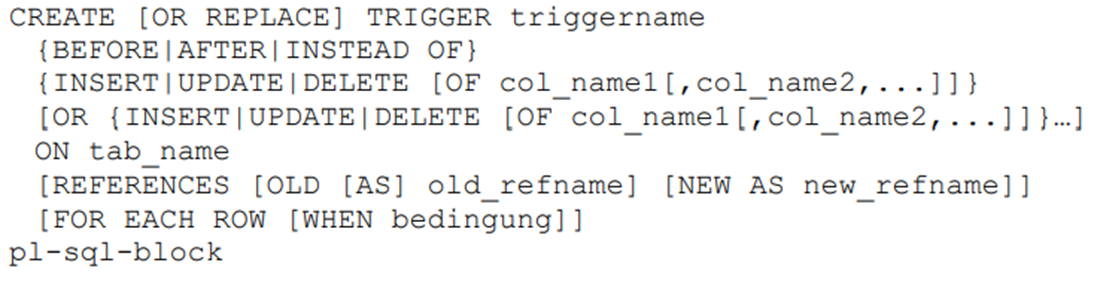 CREATE [OR REPLACE] TRIGGER triggername
{BEFORE|AFTER|INSTEAD OF}
{INSERT|UPDATE|DELETE [OF col_name1[,col_name2,...]]}
[OR {INSERT|UPDATE|DELETE [OF col_name1[,col_name2,...]]}…]
ON tab_name
[REFERENCES [OLD [AS] old_refname] [NEW AS new_refname]]
[FOR EACH ROW [WHEN bedingung]]
pl-sql-block